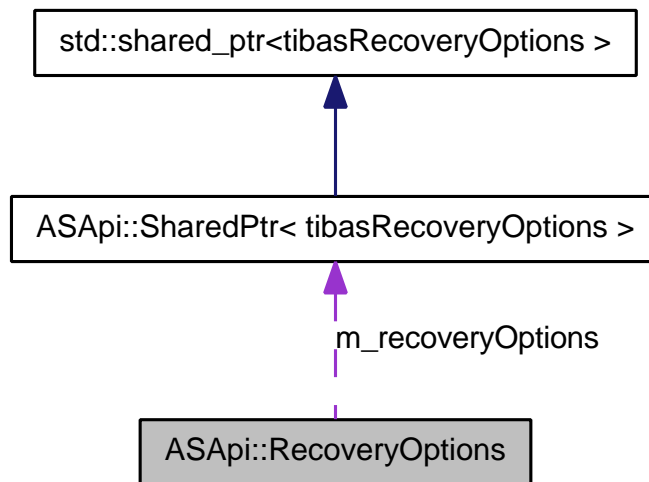 std::shared_ptr<tibasRecoveryOptions >
ASApi::SharedPtr< tibasRecoveryOptions >
m_recoveryOptions
ASApi::RecoveryOptions